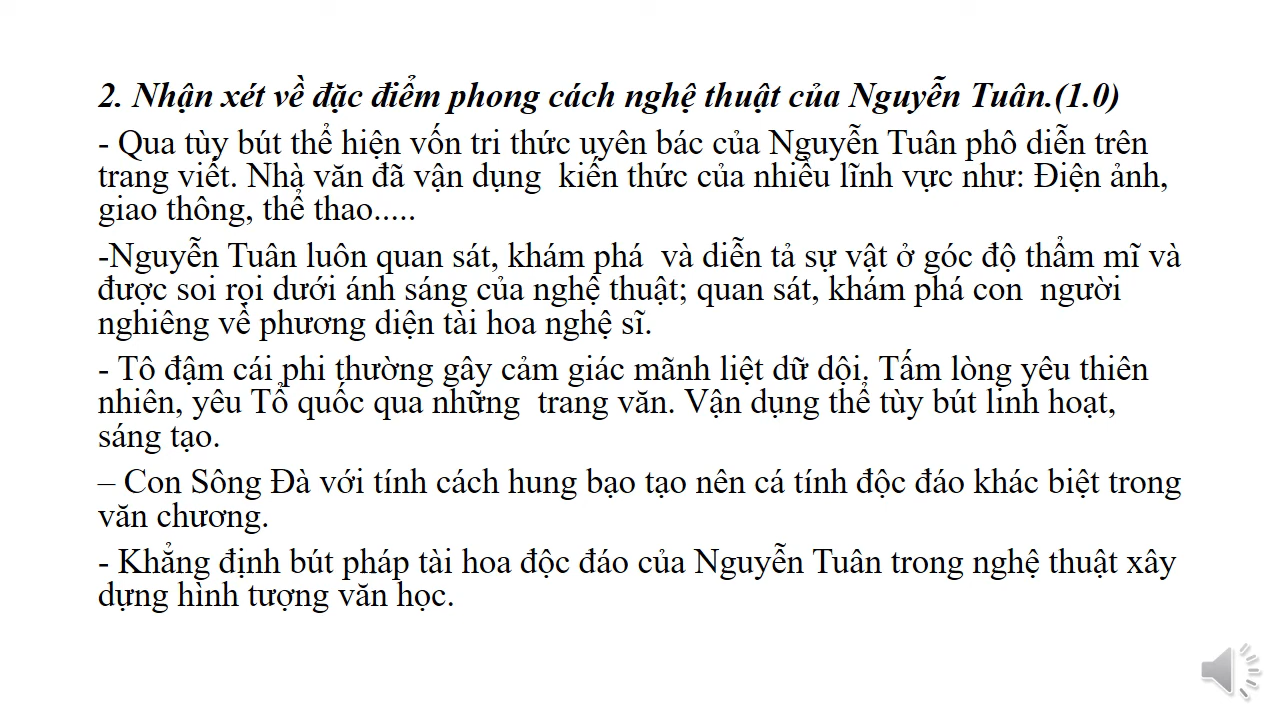 2. Nhận xét về đặc điểm phong cách nghệ thuật của Nguyễn Tuân.(1.0)
- Qua tùy bút thể hiện vốn tri thức uyên bác của Nguyễn Tuân phô diễn trên
trang viết. Nhà văn đã vận dụng  kiến thức của nhiều lĩnh vực như: Điện ảnh,
giao thông, thể thao.....
-Nguyễn Tuân luôn quan sát, khám phá  và diễn tả sự vật ở góc độ thẩm mĩ và
được soi rọi dưới ánh sáng của nghệ thuật; quan sát, khám phá con  người
nghiêng về phương diện tài hoa nghệ sĩ.
- Tô đậm cái phi thường gây cảm giác mãnh liệt dữ dội. Tấm lòng yêu thiên
nhiên, yêu Tổ quốc qua những  trang văn. Vận dụng thể tùy bút linh hoạt,
sáng tạo.
– Con Sông Đà với tính cách hung bạo tạo nên cá tính độc đáo khác biệt trong
văn chương.
- Khẳng định bút pháp tài hoa độc đáo của Nguyễn Tuân trong nghệ thuật xây
dựng hình tượng văn học.